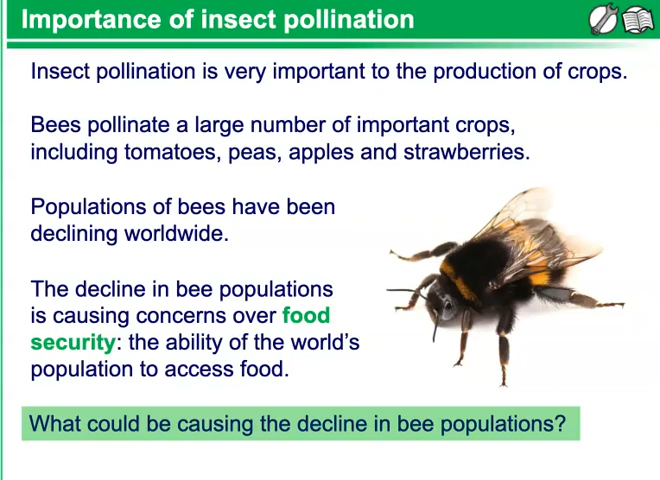 Importance of insect pollination
Insect pollination is very important to the production of crops.
Bees pollinate a large number of important crops,
including tomatoes, peas, apples and strawberries.
Populations of bees have been
declining worldwide.
The decline in bee populations
is causing concerns over food
security: the ability of the world’s
population to access food.
What could be causing the decline in bee populations?